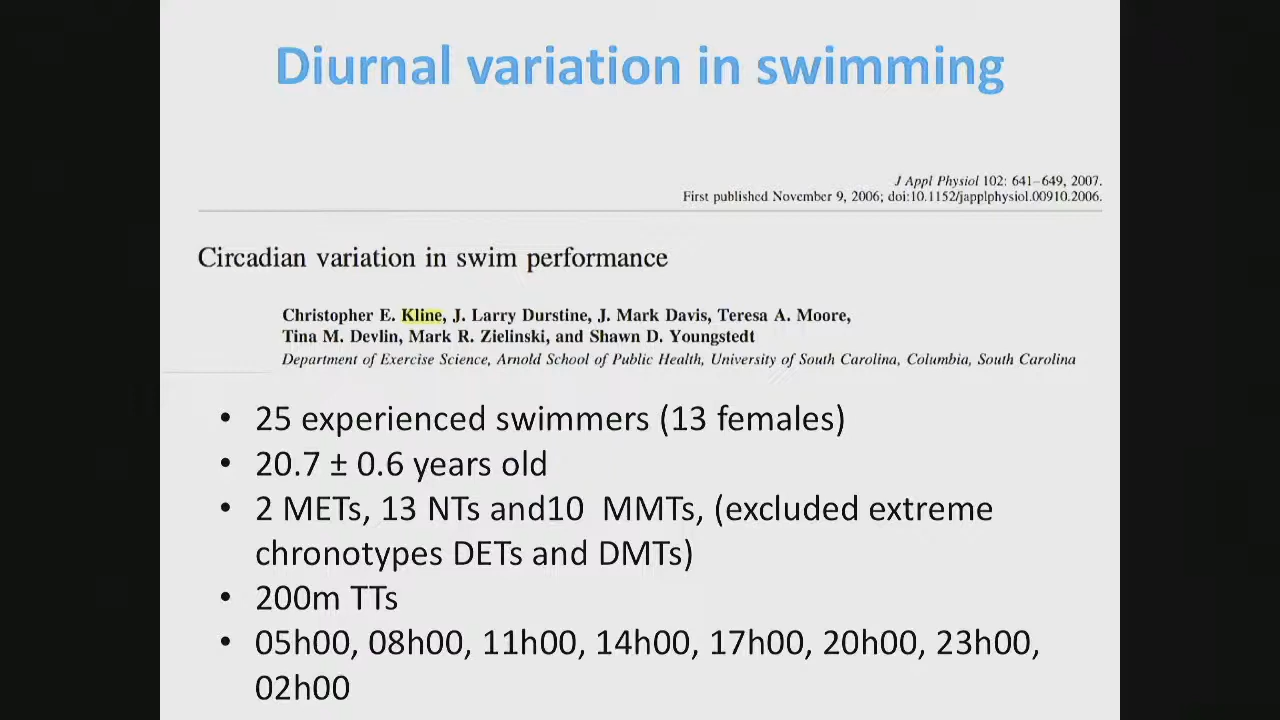 Diurnal variation in swimming
J Appl Physiol 102: 641–649, 2007.
First published November 9, 2006; doi:10.1152/japplphysiol.00910.2006.
Circadian variation in swim performance
Christopher E. Kline, J. Larry Durstine, J. Mark Davis, Teresa A. Moore,
Tina M. Devlin, Mark R. Zielinski, and Shawn D. Youngstedt
Department of Exercise Science, Arnold School of Public Health, University of South Carolina, Columbia, South Carolina
• 25 experienced swimmers (13 females)
• 20.7 ± 0.6 years old
• 2 METs, 13 NTs and10 MMTs, (excluded extreme
chronotypes DETs and DMTs)
• 200m TTs
• 05h00, 08h00, 11h00, 14h00, 17h00, 20h00, 23h00,
02h00